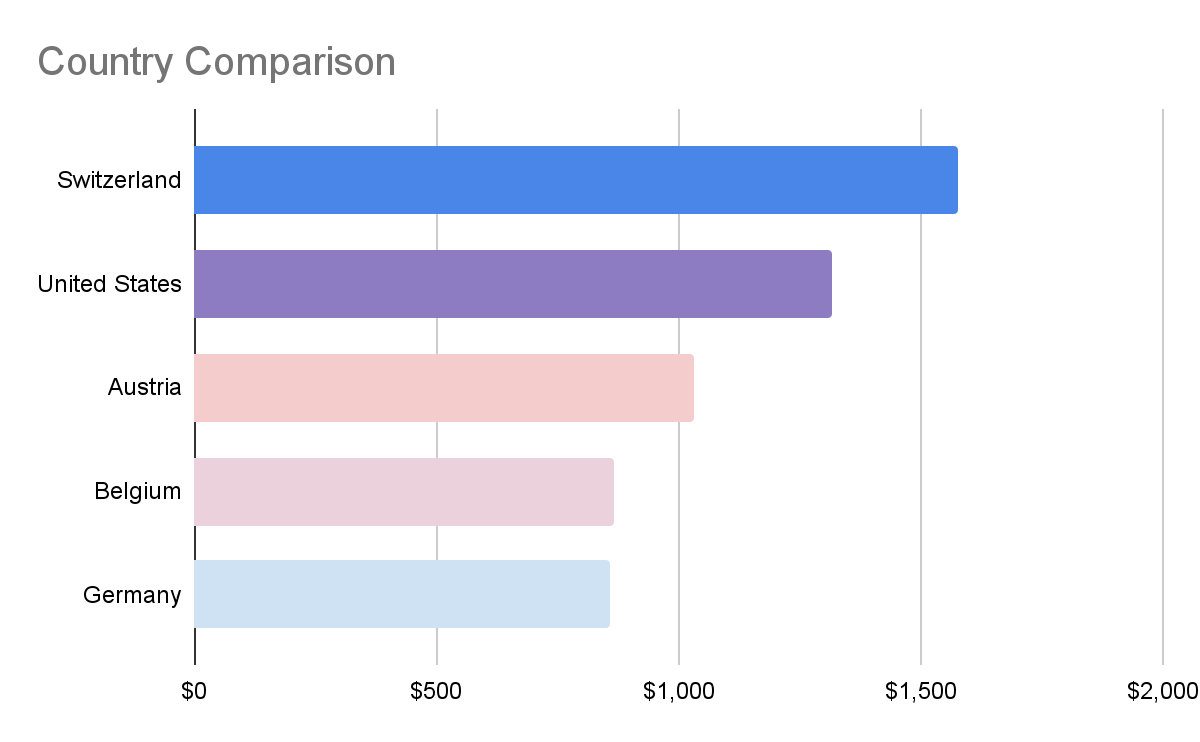 Country Comparison
Switzerland
United States
Austria
Belgium
Germany
$0 $500 $1,000 $1,500 $2,000